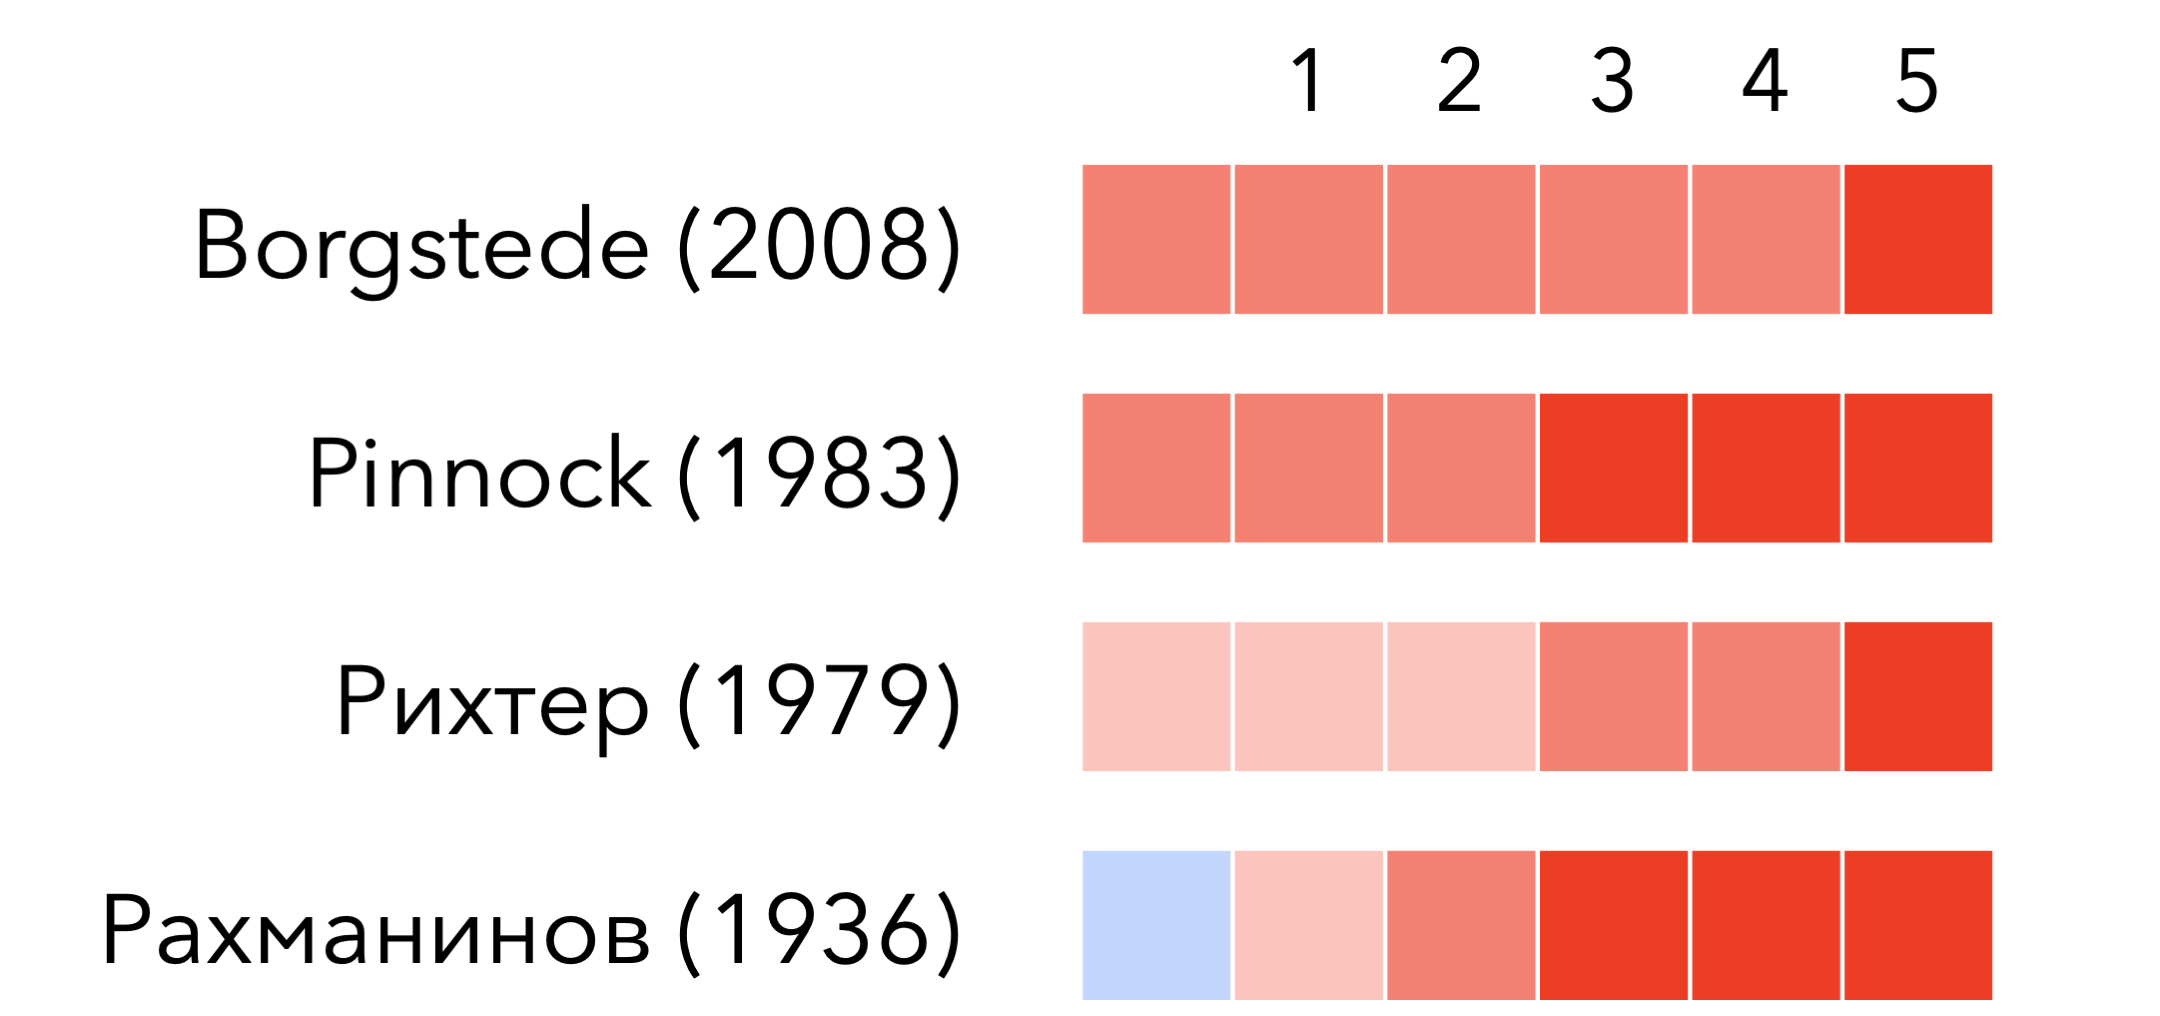 1 2 3 4 5
Borgstede (2008)
Pinnock (1983)
Рихтер (1979)
Рахманинов (1936)